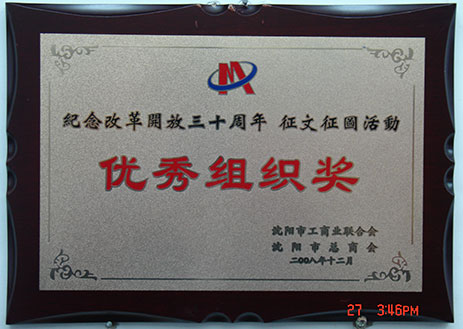 紀念改革開放三十周年 征文征圖活動
优秀组织奖
沈阳市工商业联合会
沈阳市总商会
二00八年十二月
27 3:46PM